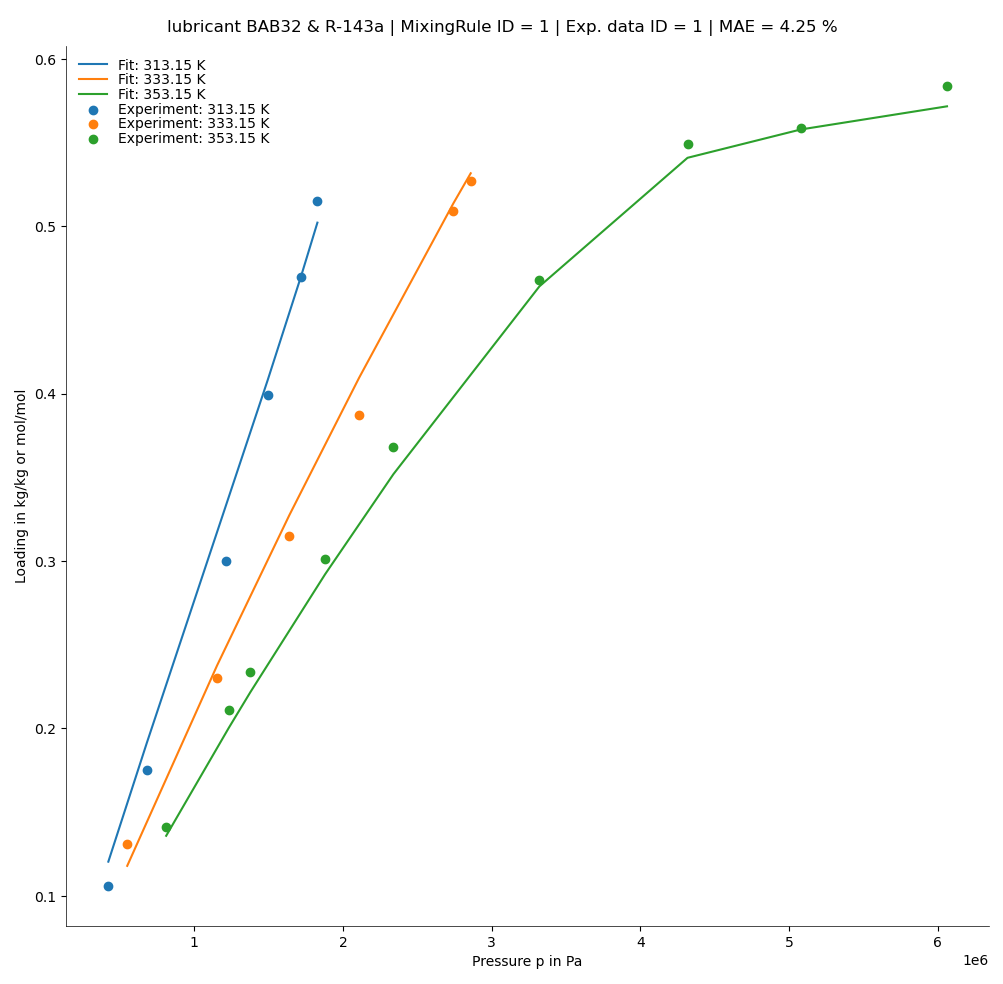 lubricant BAB32 & R-143a | MixingRule ID = 1 | Exp. data ID = 1 | MAE = 4.25 %
Fit: 313.15 K
Fit: 333.15 K
Fit: 353.15 K
Experiment: 313.15 K
Experiment: 333.15 K
Experiment: 353.15 K
Loading in kg/kg or mol/mol
0.6
0.5
0.4
0.3
0.2
0.1
1 2 3 4 5 6
1e6
Pressure p in Pa